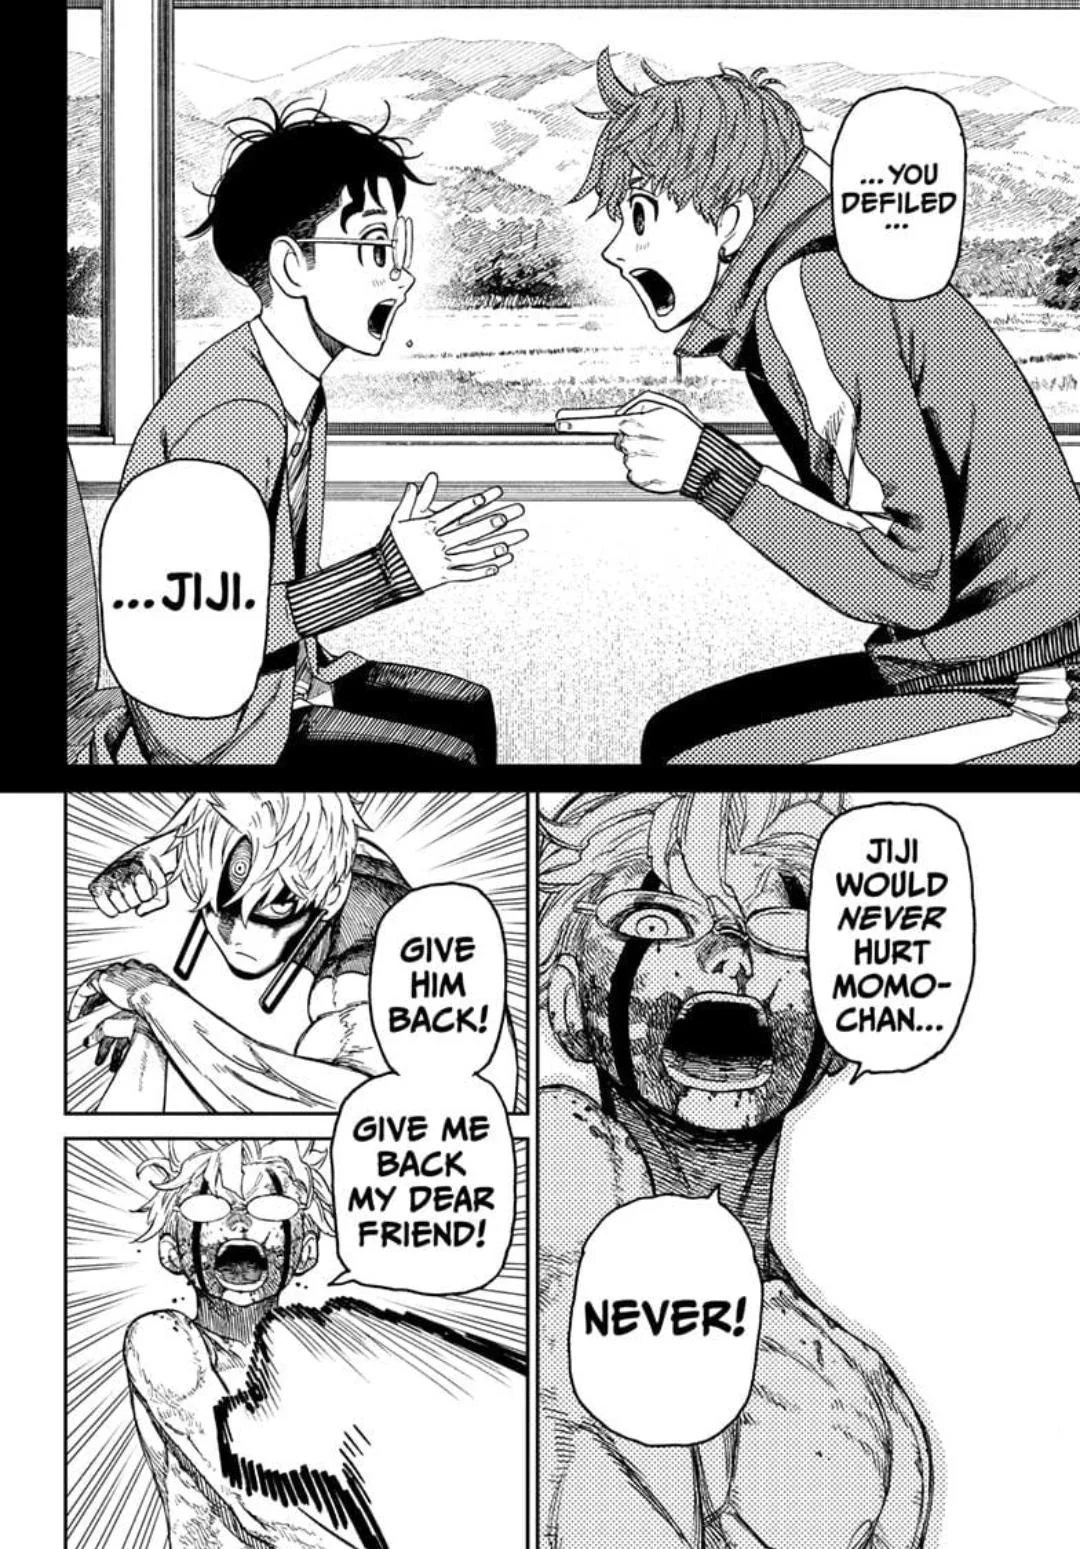 ...YOU
DEFILED
...
...JIJI.
JIJI
WOULD
NEVER
HURT
MOMO-
CHAN...
NEVER!
GIVE
HIM
BACK!
GIVE ME
BACK
MY DEAR
FRIEND!